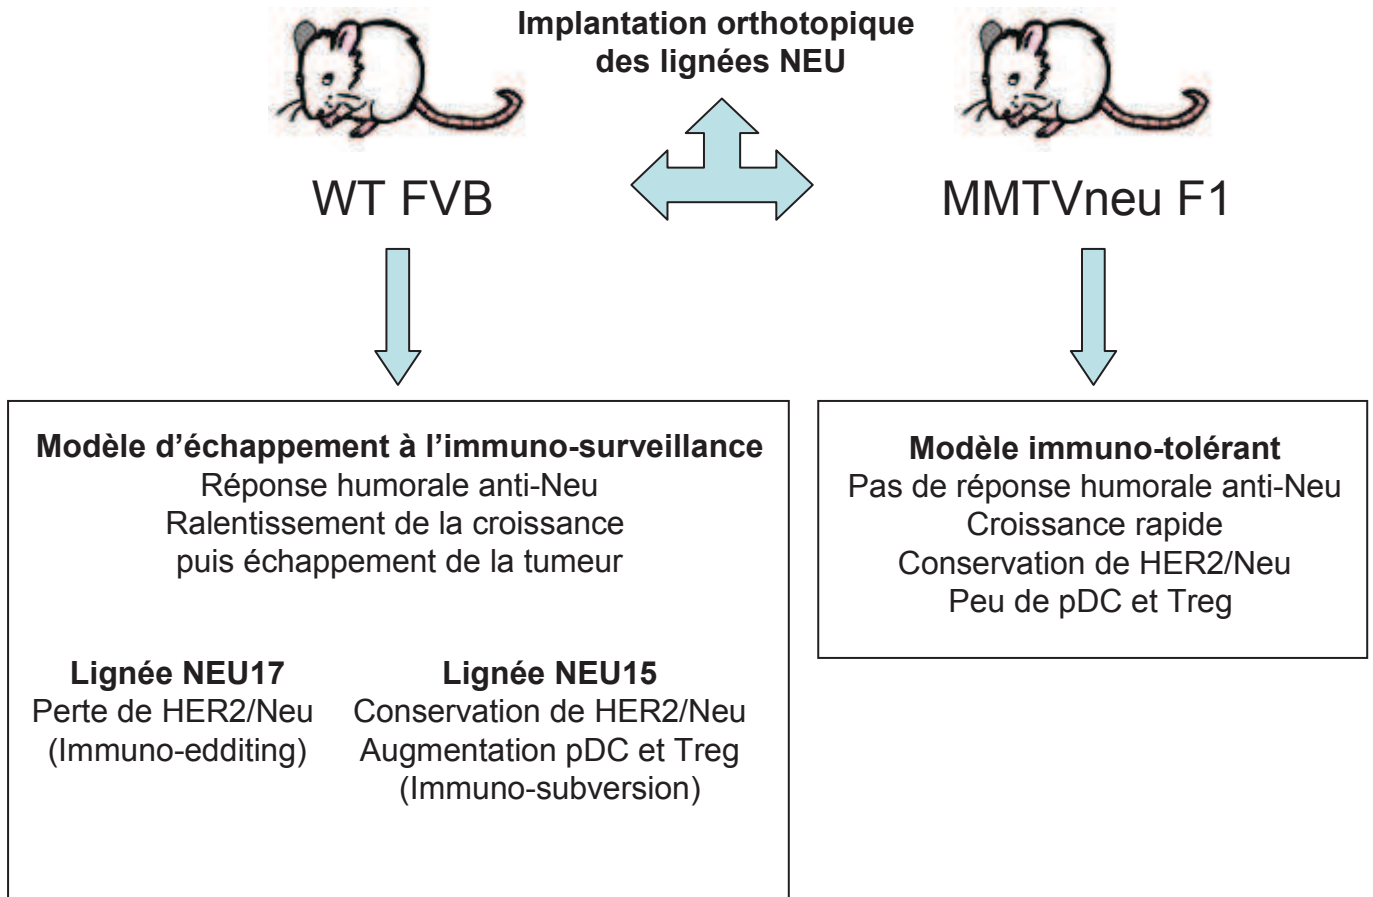 Implantation orthotopique
des lignées NEU
WT FVB
MMTVneu F1
Modèle d’échappement à l’immuno-surveillance
Réponse humorale anti-Neu
Ralentissement de la croissance
puis échappement de la tumeur
Lignée NEU17
Perte de HER2/Neu
(Immuno-edditing)
Lignée NEU15
Conservation de HER2/Neu
Augmentation pDC et Treg
(Immuno-subversion)
Modèle immuno-tolérant
Pas de réponse humorale anti-Neu
Croissance rapide
Conservation de HER2/Neu
Peu de pDC et Treg